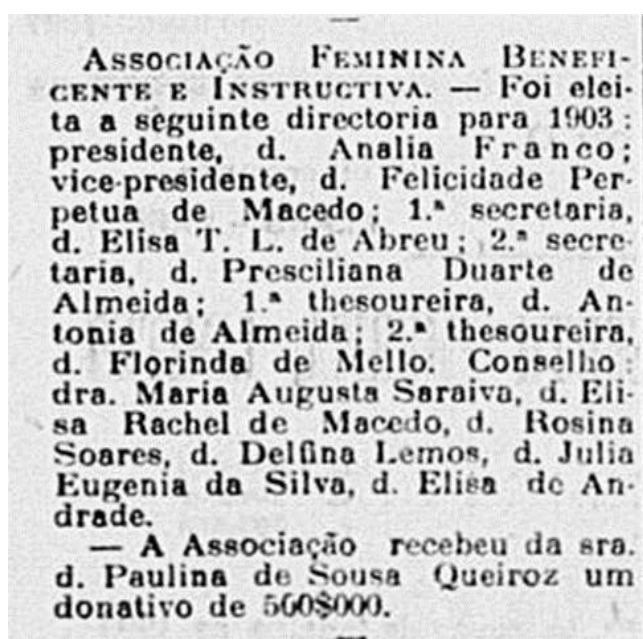 ASSOCIAÇÃO FEMININA BENEFI-
CENTE E INSTRUCTIVA. — Foi elei-
ta a seguinte directoria para 1903 :
presidente, d. Analia Franco;
vice-presidente, d. Felicidade Per-
petua de Macedo; 1.ª secretaria,
d. Elisa T. L. de Abreu; 2.ª secre-
taria, d. Presciliana Duarte de
Almeida; 1.ª thesoureira, d. An-
tonia de Almeida; 2.ª thesoureira,
d. Florinda de Mello. Conselho :
dra. Maria Augusta Saraiva, d. Eli-
sa Rachel de Macedo, d. Rosina
Soares, d. Delfina Lemos, d. Julia
Eugenia da Silva, d. Elisa de An-
drade.
— A Associação recebeu da sra.
d. Paulina de Sousa Queiroz um
donativo de 500$000.